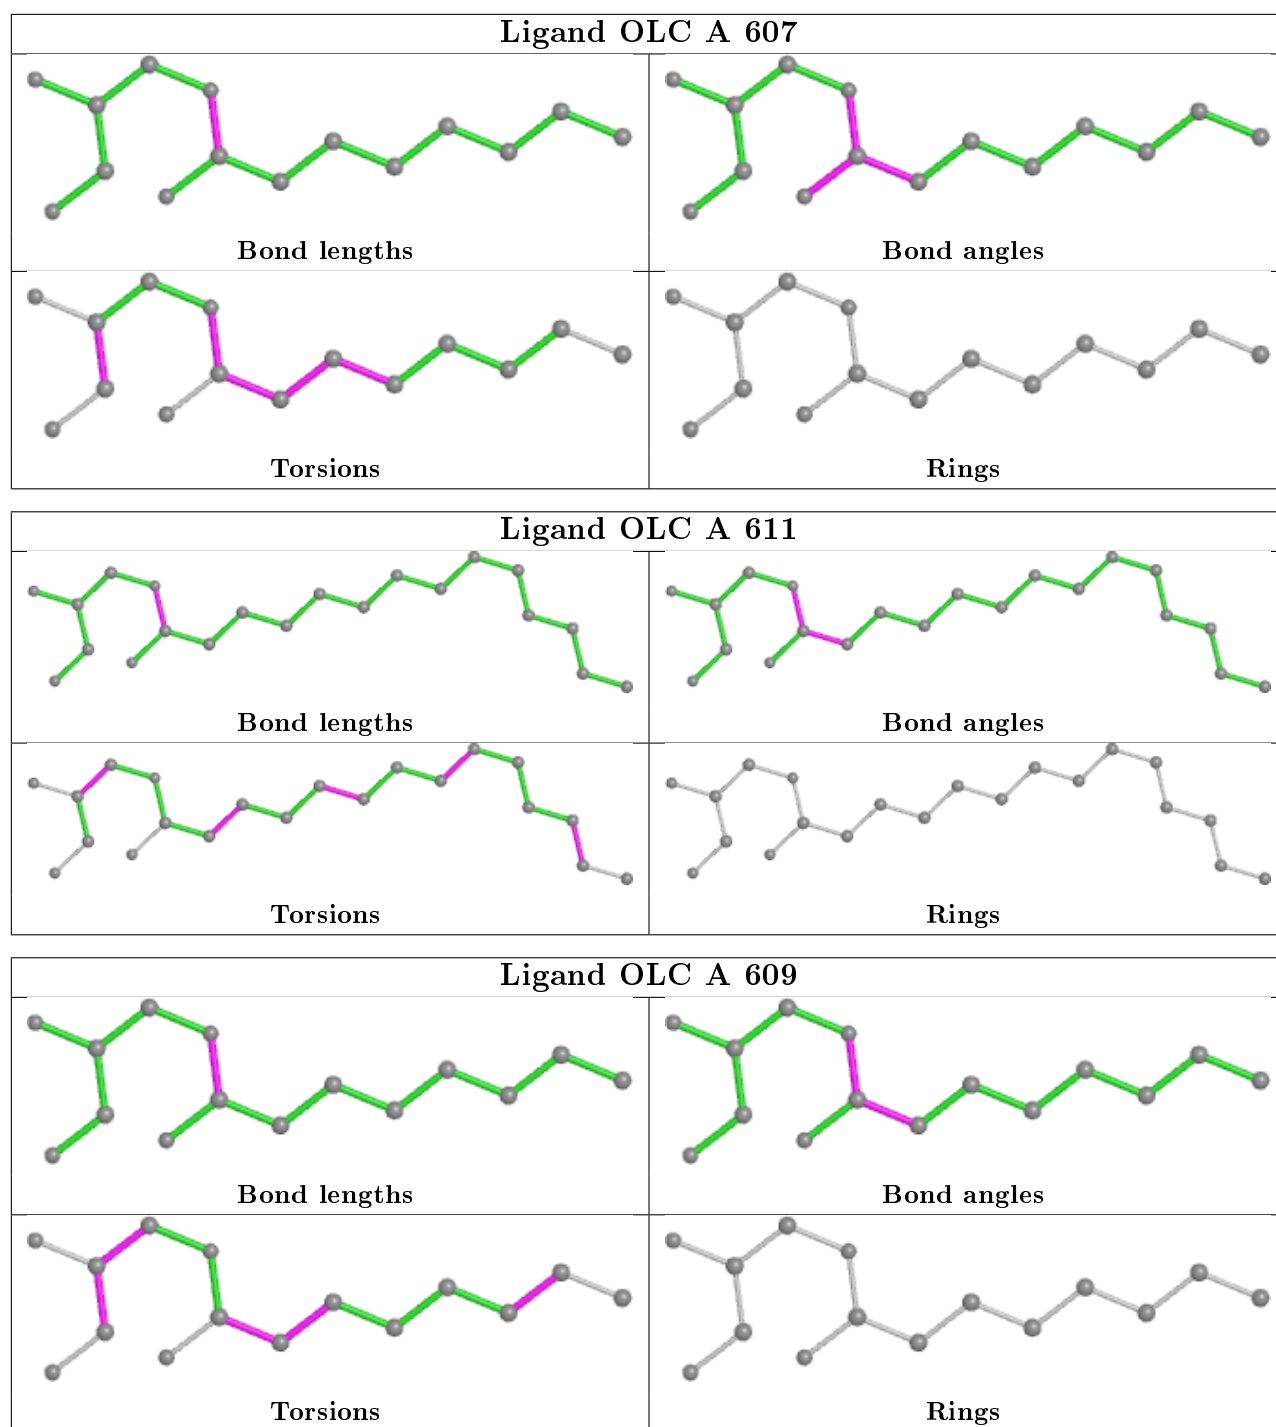 Ligand OLC A 607
Bond lengths
Bond angles
Torsions
Rings
Ligand OLC A 611
Bond lengths
Bond angles
Torsions
Rings
Ligand OLC A 609
Bond lengths
Bond angles
Torsions
Rings